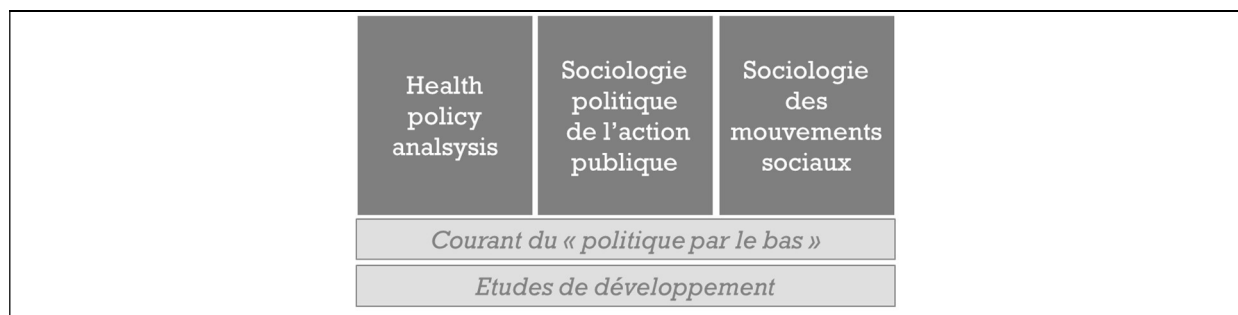 Health
policy
analsysis
Sociologie
politique
de l’action
publique
Sociologie
des
mouvements
sociaux
Courant du « politique par le bas »
Etudes de développement